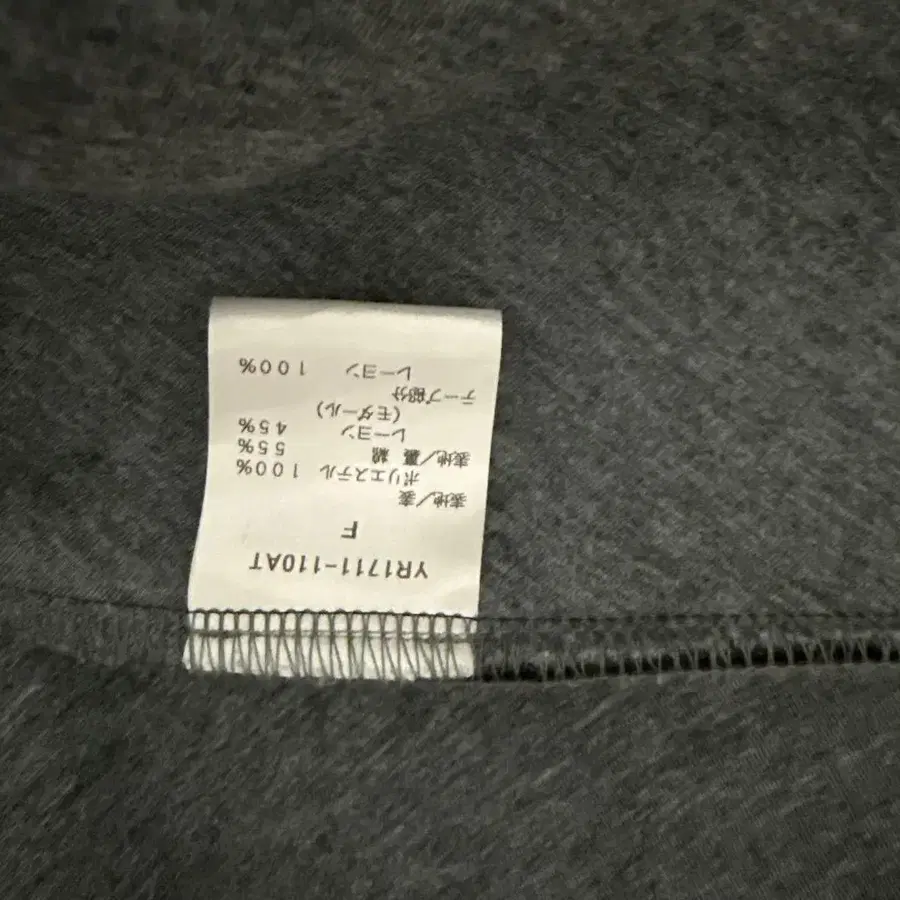 YR1711-110AT
F
表地/表
ポリエステル 100%
表地/裏 綿 55%
レーヨン 45%
(モダール)
テープ部分
レーヨン 100%